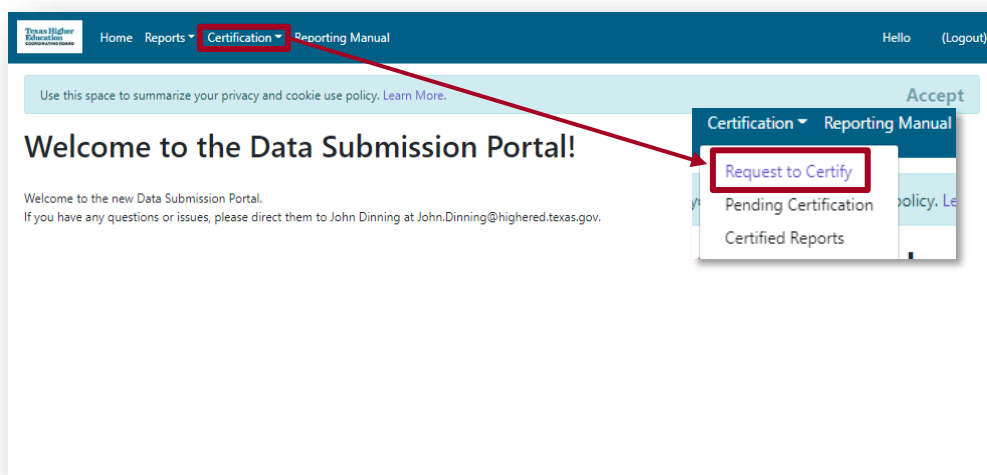 Texas Higher
Education
COORDINATING BOARD
Home Reports Certification Reporting Manual Hello (Logout)
Use this space to summarize your privacy and cookie use policy. Learn More. Accept
Certification Reporting Manual
Welcome to the Data Submission Portal!
Request to Certify
Pending Certification policy. Le
Certified Reports
Welcome to the new Data Submission Portal.
If you have any questions or issues, please direct them to John Dinning at John.Dinning@highered.texas.gov.